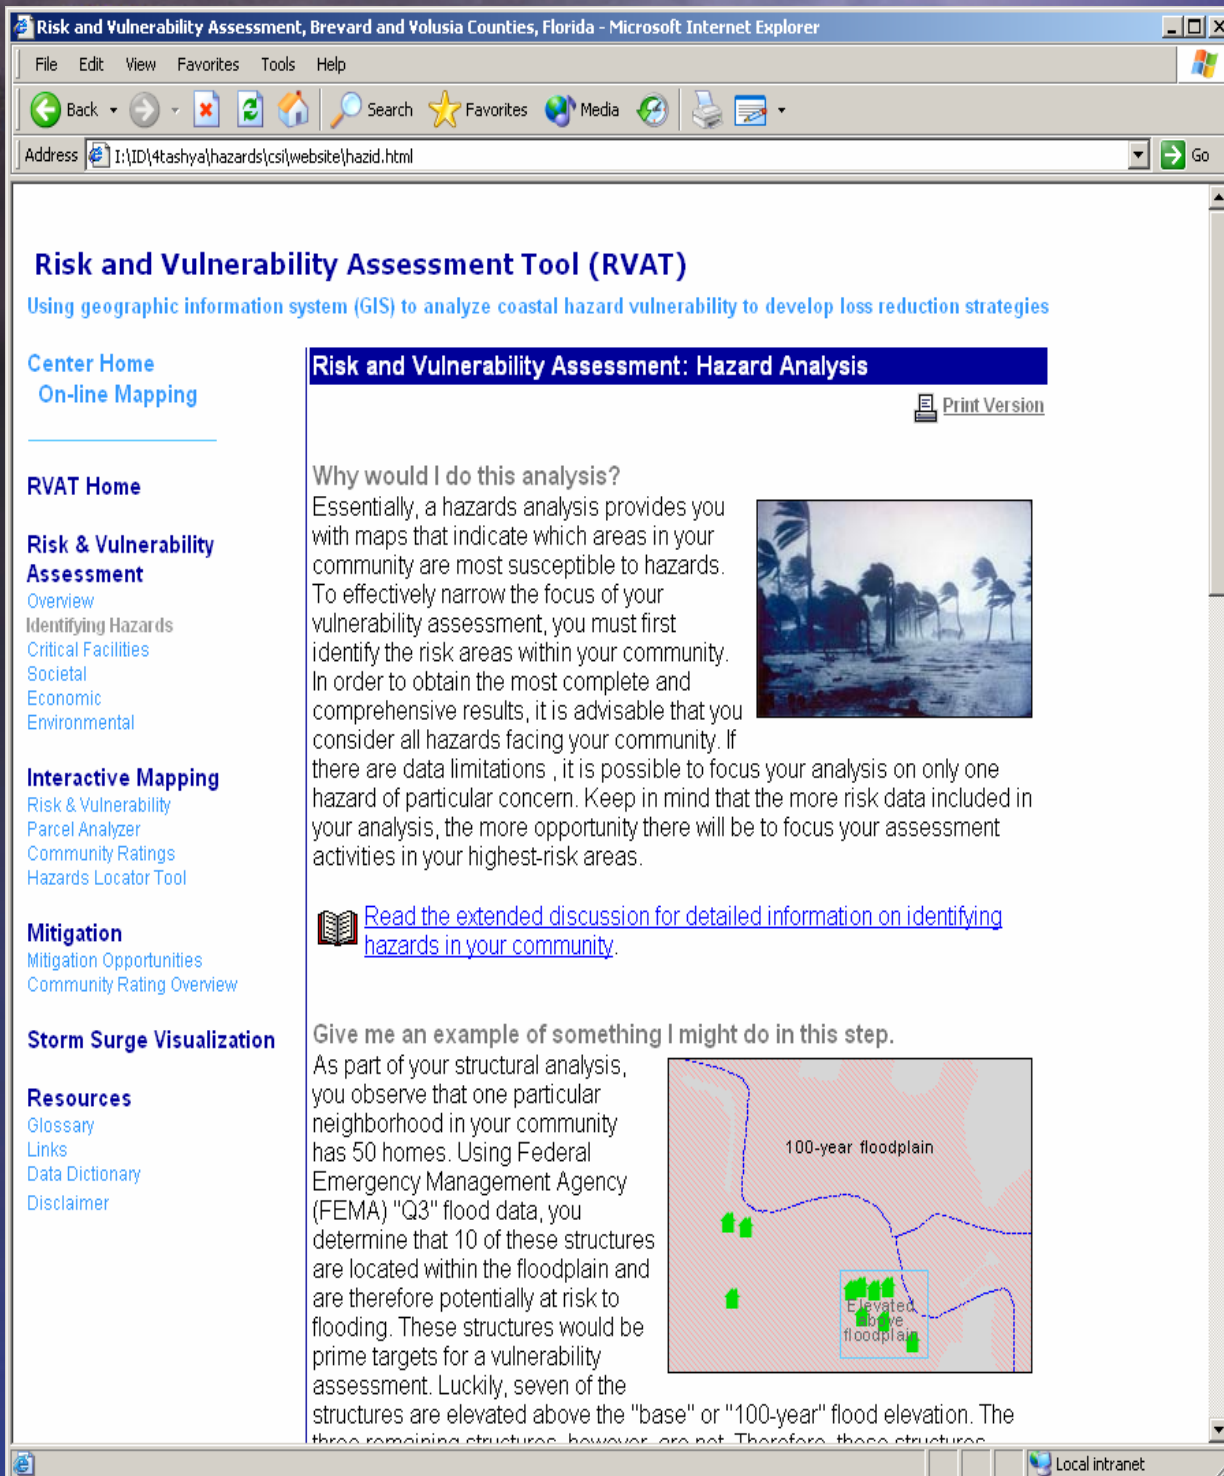 Risk and Vulnerability Assessment, Brevard and Volusia Counties, Florida - Microsoft Internet Explorer
File Edit View Favorites Tools Help
Back Search Favorites Media
Address I:\ID\4tashya\hazards\csi\website\hazid.html Go
Risk and Vulnerability Assessment Tool (RVAT)
Using geographic information system (GIS) to analyze coastal hazard vulnerability to develop loss reduction strategies
Center Home
On-line Mapping
RVAT Home
Risk & Vulnerability
Assessment
Overview
Identifying Hazards
Critical Facilities
Societal
Economic
Environmental
Interactive Mapping
Risk & Vulnerability
Parcel Analyzer
Community Ratings
Hazards Locator Tool
Mitigation
Mitigation Opportunities
Community Rating Overview
Storm Surge Visualization
Resources
Glossary
Links
Data Dictionary
Disclaimer
Risk and Vulnerability Assessment: Hazard Analysis
Print Version
Why would I do this analysis?
Essentially, a hazards analysis provides you
with maps that indicate which areas in your
community are most susceptible to hazards.
To effectively narrow the focus of your
vulnerability assessment, you must first
identify the risk areas within your community.
In order to obtain the most complete and
comprehensive results, it is advisable that you
consider all hazards facing your community. If
there are data limitations , it is possible to focus your analysis on only one
hazard of particular concern. Keep in mind that the more risk data included in
your analysis, the more opportunity there will be to focus your assessment
activities in your highest-risk areas.
Read the extended discussion for detailed information on identifying
hazards in your community.
Give me an example of something I might do in this step.
As part of your structural analysis,
you observe that one particular
neighborhood in your community
has 50 homes. Using Federal
Emergency Management Agency
(FEMA) "Q3" flood data, you
determine that 10 of these structures
are located within the floodplain and
are therefore potentially at risk to
flooding. These structures would be
prime targets for a vulnerability
assessment. Luckily, seven of the
structures are elevated above the "base" or "100-year" flood elevation. The
three remaining structures, however, are not. Therefore, these structures
100-year floodplain
Elevated
above
floodplain
Local intranet